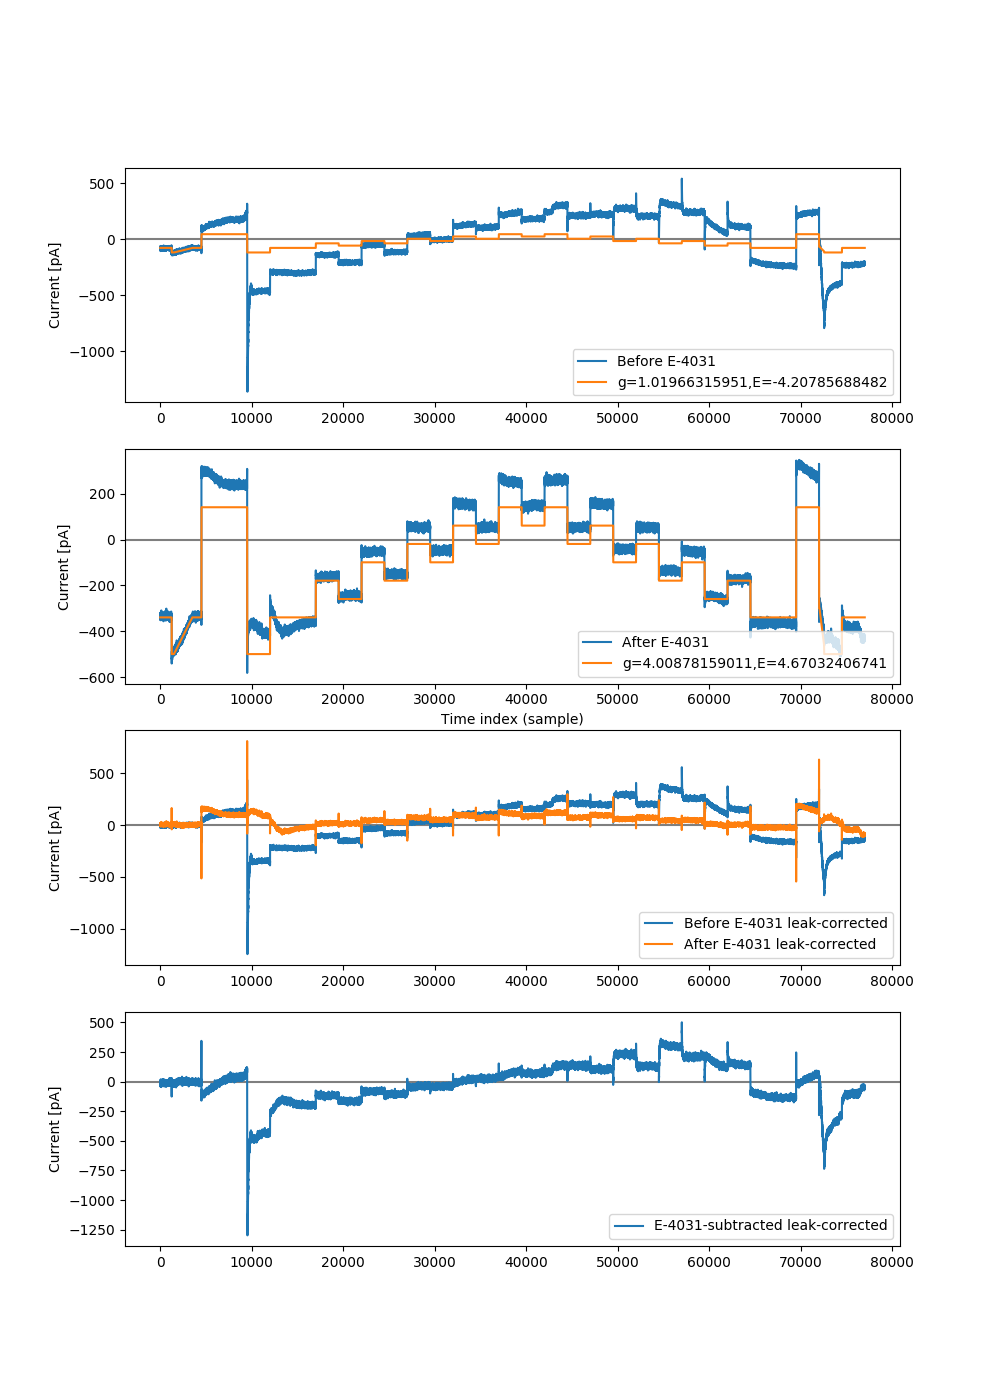 500
0
−500
−1000
Current [pA]
Before E-4031
g=1.01966315951,E=-4.20785688482
0 10000 20000 30000 40000 50000 60000 70000 80000
200
0
−200
−400
−600
Current [pA]
After E-4031
g=4.00878159011,E=4.67032406741
0 10000 20000 30000 40000 50000 60000 70000 80000
Time index (sample)
500
0
−500
−1000
Current [pA]
Before E-4031 leak-corrected
After E-4031 leak-corrected
0 10000 20000 30000 40000 50000 60000 70000 80000
500
250
0
−250
−500
−750
−1000
−1250
Current [pA]
E-4031-subtracted leak-corrected
0 10000 20000 30000 40000 50000 60000 70000 80000